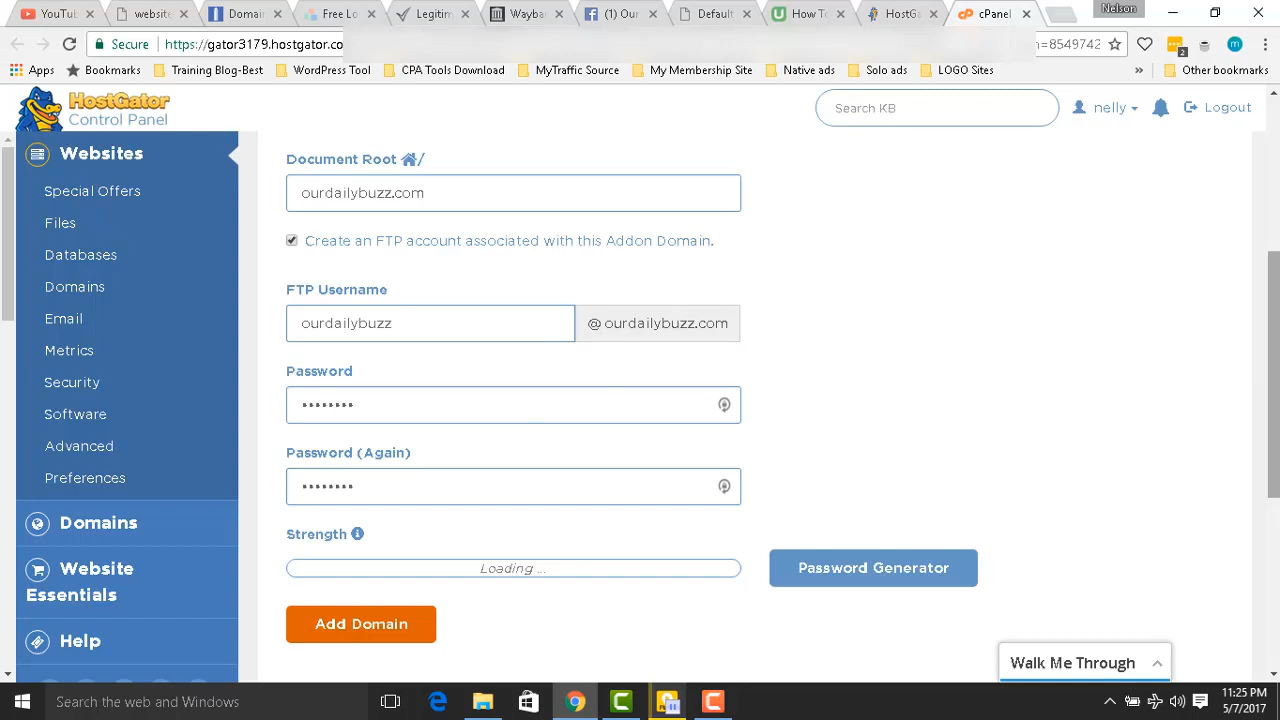 YouTu
website
Domain
Free Lo
Legitim
Wayba
(1) Our
Default
How To
HostG
cPanel
Nelson
Secure
https://gator3179.hostgator.co
=8549742
2
m
Apps
Bookmarks
Training Blog-Best
WordPress Tool
CPA Tools Download
MyTraffic Source
My Membership Site
Native ads
Solo ads
LOGO Sites
»
Other bookmarks
HostGator
Control Panel
Search KB
nelly
Logout
Websites
Special Offers
Files
Databases
Domains
Email
Metrics
Security
Software
Advanced
Preferences
Domains
Website
Essentials
Help
Document Root /
ourdailybuzz.com
Create an FTP account associated with this Addon Domain.
FTP Username
ourdailybuzz
@ ourdailybuzz.com
Password
••••••••
Password (Again)
••••••••
Strength
Loading ...
Password Generator
Add Domain
Walk Me Through
Search the web and Windows
11:25 PM
5/7/2017